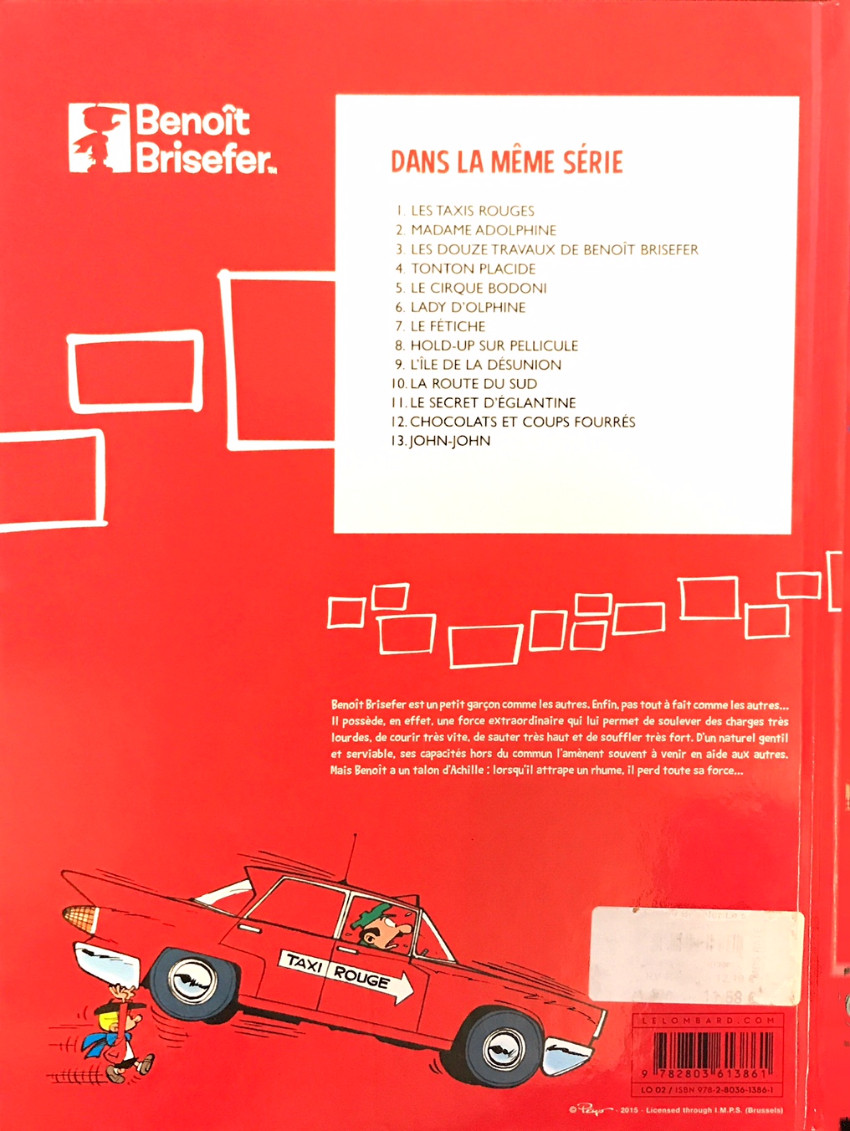 Benoît
Brisefer™
DANS LA MÊME SÉRIE
1. LES TAXIS ROUGES
2. MADAME ADOLPHINE
3. LES DOUZE TRAVAUX DE BENOÎT BRISEFER
4. TONTON PLACIDE
5. LE CIRQUE BODONI
6. LADY D'OLPHINE
7. LE FÉTICHE
8. HOLD-UP SUR PELLICULE
9. L'ÎLE DE LA DÉSUNION
10. LA ROUTE DU SUD
11. LE SECRET D'ÉGLANTINE
12. CHOCOLATS ET COUPS FOURRÉS
13. JOHN-JOHN
Benoît Brisefer est un petit garçon comme les autres. Enfin, pas tout à fait comme les autres...
Il possède, en effet, une force extraordinaire qui lui permet de soulever des charges très
lourdes, de courir très vite, de sauter très haut et de souffler très fort. D'un naturel gentil
et serviable, ses capacités hors du commun l'amènent souvent à venir en aide aux autres.
Mais Benoît a un talon d'Achille : lorsqu'il attrape un rhume, il perd toute sa force...
TAXI ROUGE
LELOMBARD.COM
9 782803 613861
LO 02 / ISBN 978-2-8036-1386-1
© Peyo - 2015 - Licensed through I.M.P.S. (Brussels)